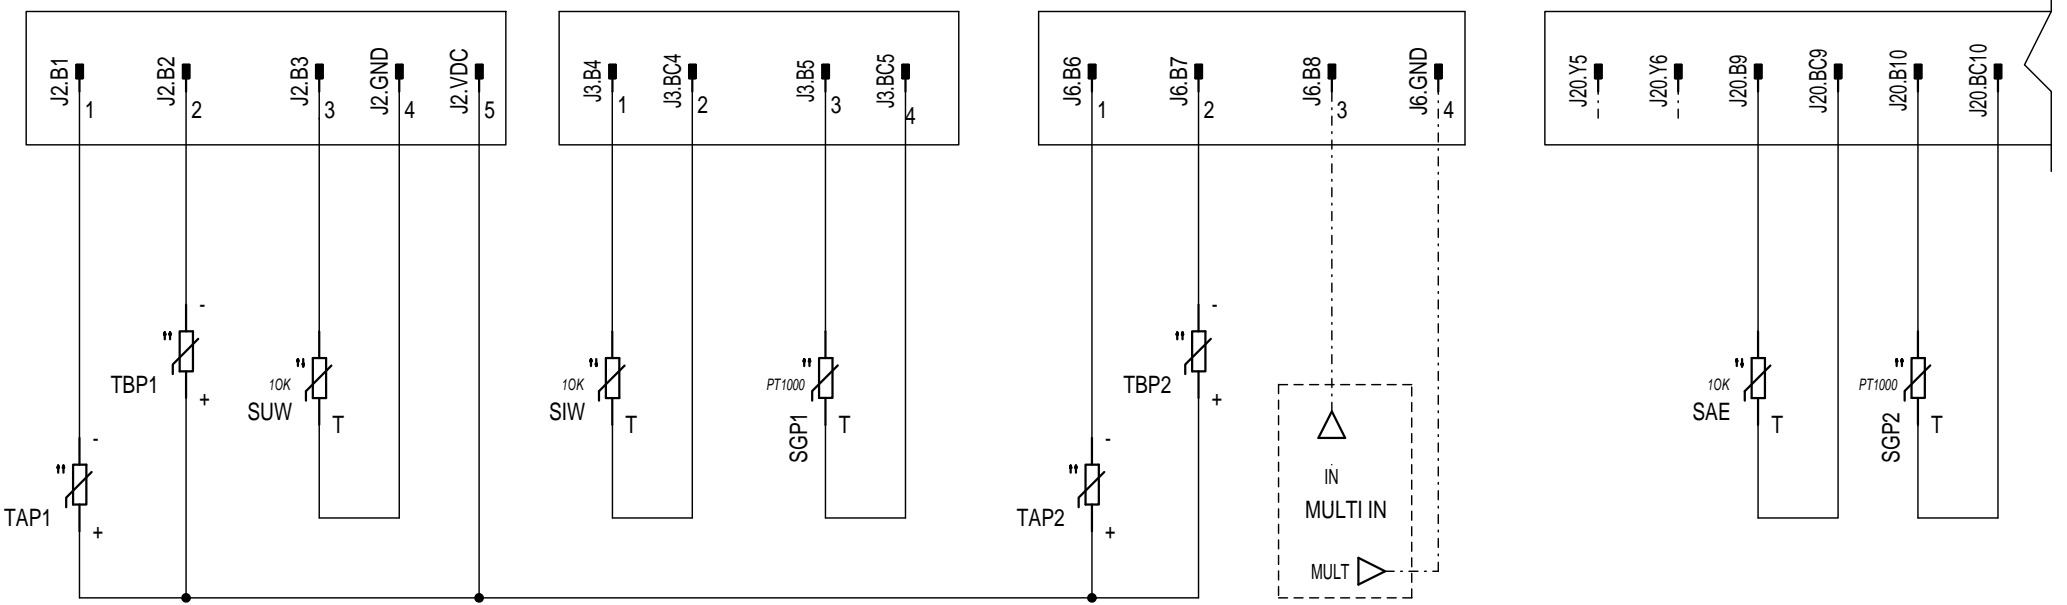 J2.B1
J2.B2
J2.B3
J2.GND
J2.VDC
1
2
3
4
5
J3.B4
J3.BC4
J3.B5
J3.BC5
1
2
3
4
J6.B6
J6.B7
J6.B8
J6.GND
1
2
3
4
J20.Y5
J20.Y6
J20.B9
J20.BC9
J20.B10
J20.BC10
-
TBP1
+
10K
SUW
T
10K
SIW
T
PT1000
SGP1
T
-
TBP2
+
10K
SAE
T
PT1000
SGP2
T
-
TAP1
+
-
TAP2
+
IN
MULTI IN
MULT